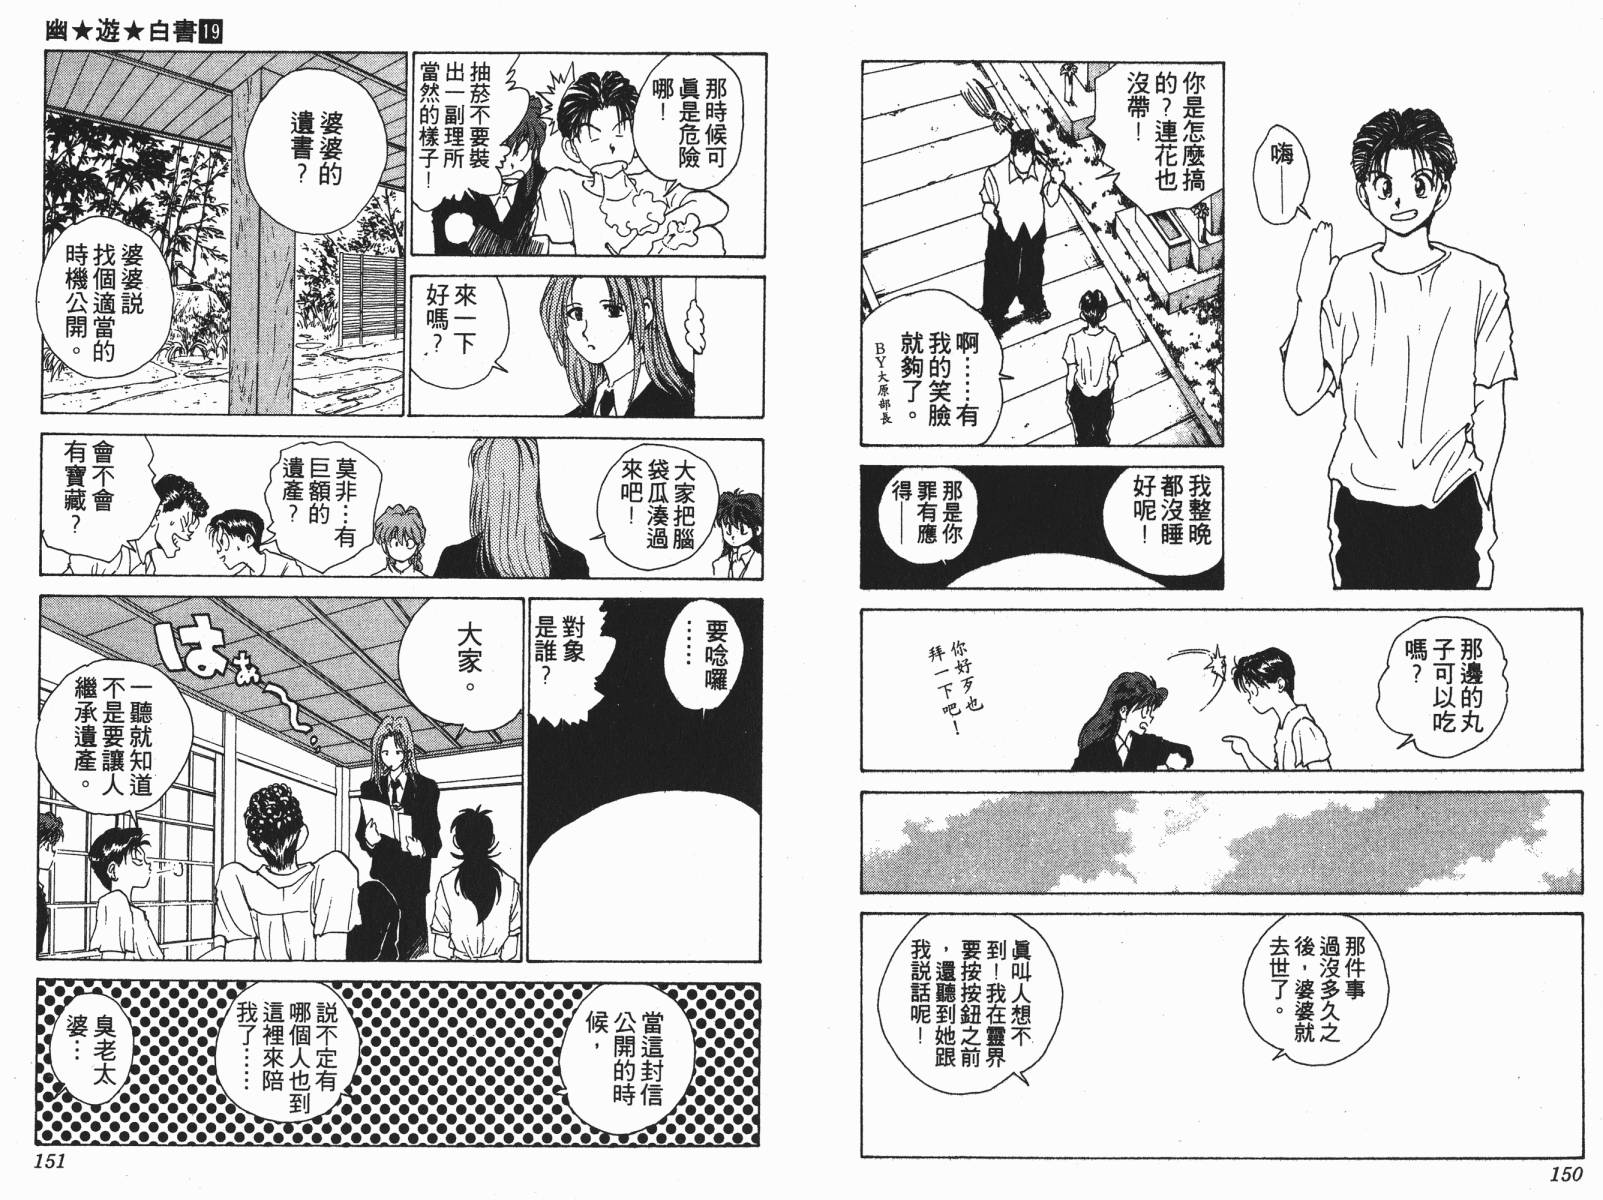 嗨──
你是怎麼搞
的？連花也
沒帶！
啊……有
我的笑臉
就夠了。
BY大原部長
我整晚
都沒睡
好呢！
那是你
罪有應
得──
那邊的丸
子可以吃
嗎？
你好歹也
拜一下吧！
那件事
過沒多久之
後，婆婆就
去世了。
眞叫人想不
到！我在靈界
要按按鈕之前
，還聽到她跟
我説話呢！
150
幽★遊★白書19
那時候可
眞是危險
哪！
抽菸不要裝
出一副理所
當然的樣子！
來一下
好嗎？
婆婆的
遺書？
婆婆説
找個適當的
時機公開。
大家把腦
袋瓜湊過
來吧！
莫非…有
巨額的
遺產？
會不會
有寶藏？
要唸囉
……
對象
是誰？
大家。
はぁぁ〜。
一聽就知道
不是要讓人
繼承遺產。
當這封信
公開的時
候，
説不定有
哪個人也到
這裡來陪
我了……
臭老太
婆…
151